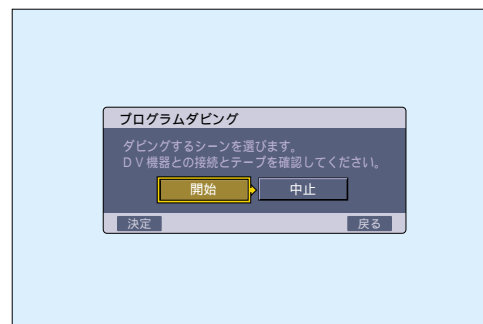 プログラムダビング
ダビングするシーンを選びます。
ＤＶ機器との接続とテープを確認してください。
開始 中止
決定 戻る